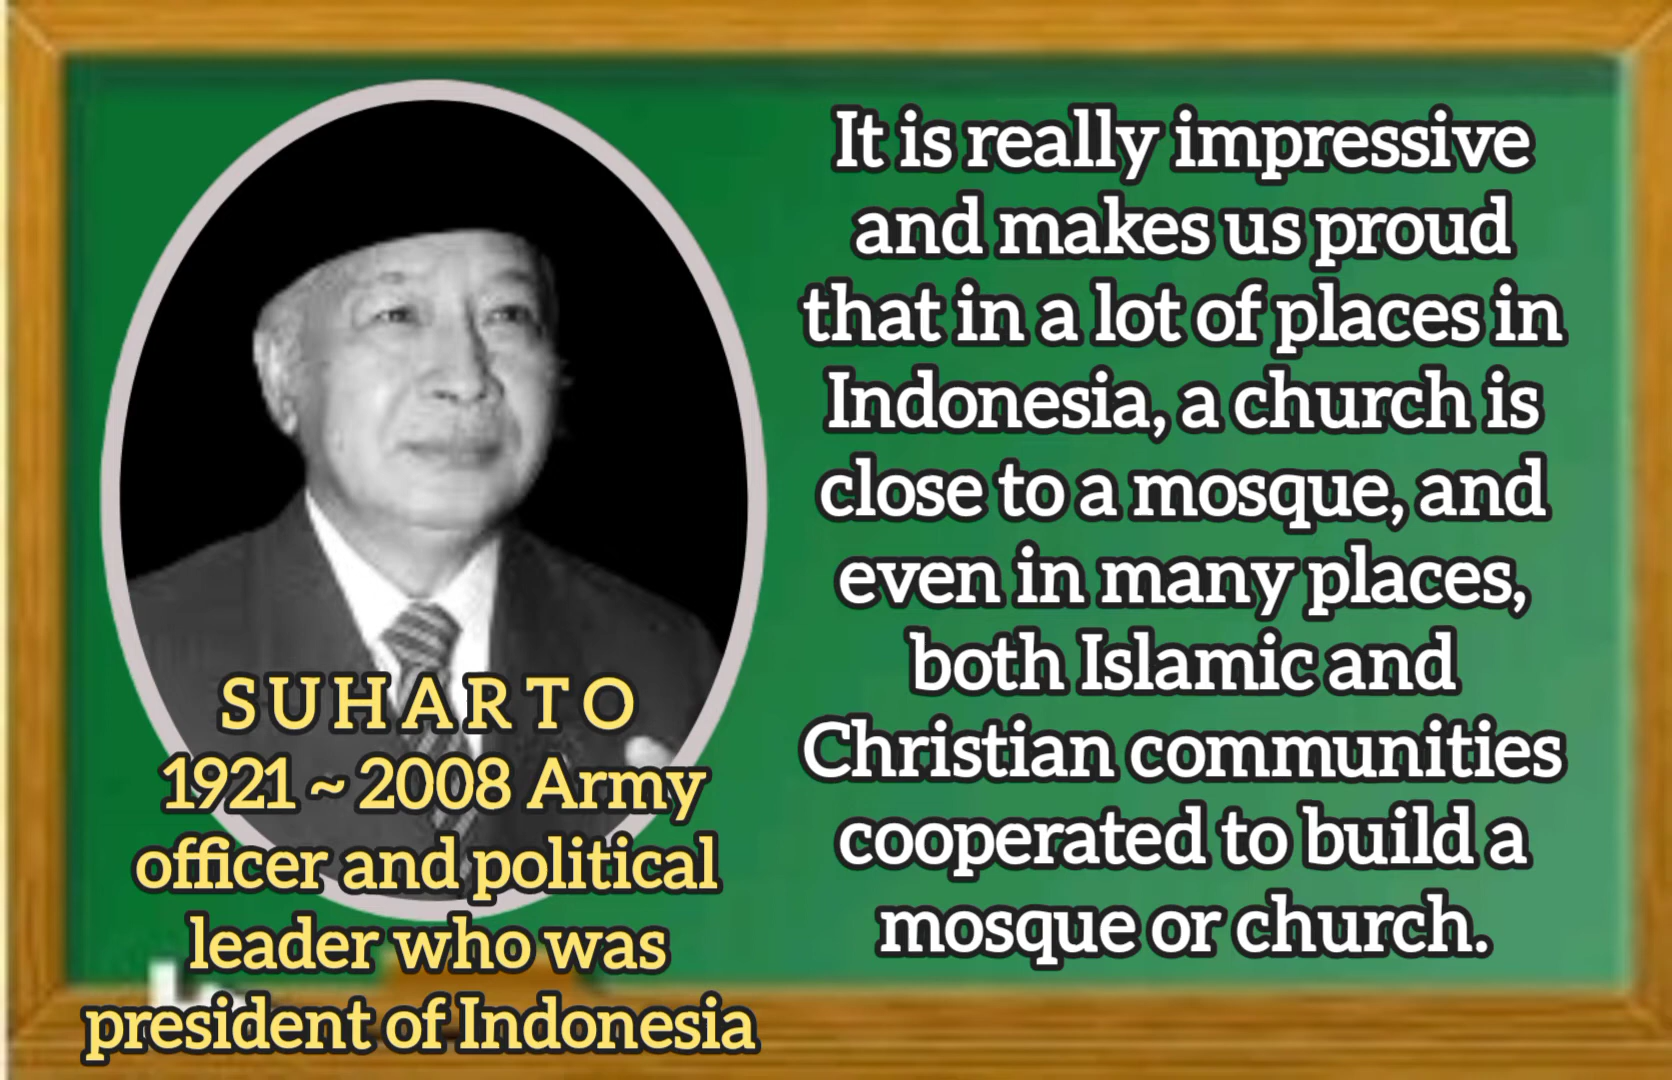 It is really impressive
and makes us proud
that in a lot of places in
Indonesia, a church is
close to a mosque, and
even in many places,
both Islamic and
Christian communities
cooperated to build a
mosque or church.
SUHARTO
1921 ~ 2008 Army
officer and political
leader who was
president of Indonesia